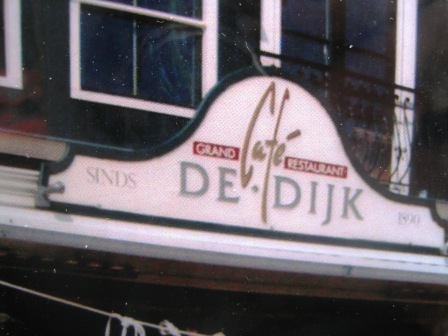 GRAND Café RESTAURANT
SINDS DE DIJK 1890